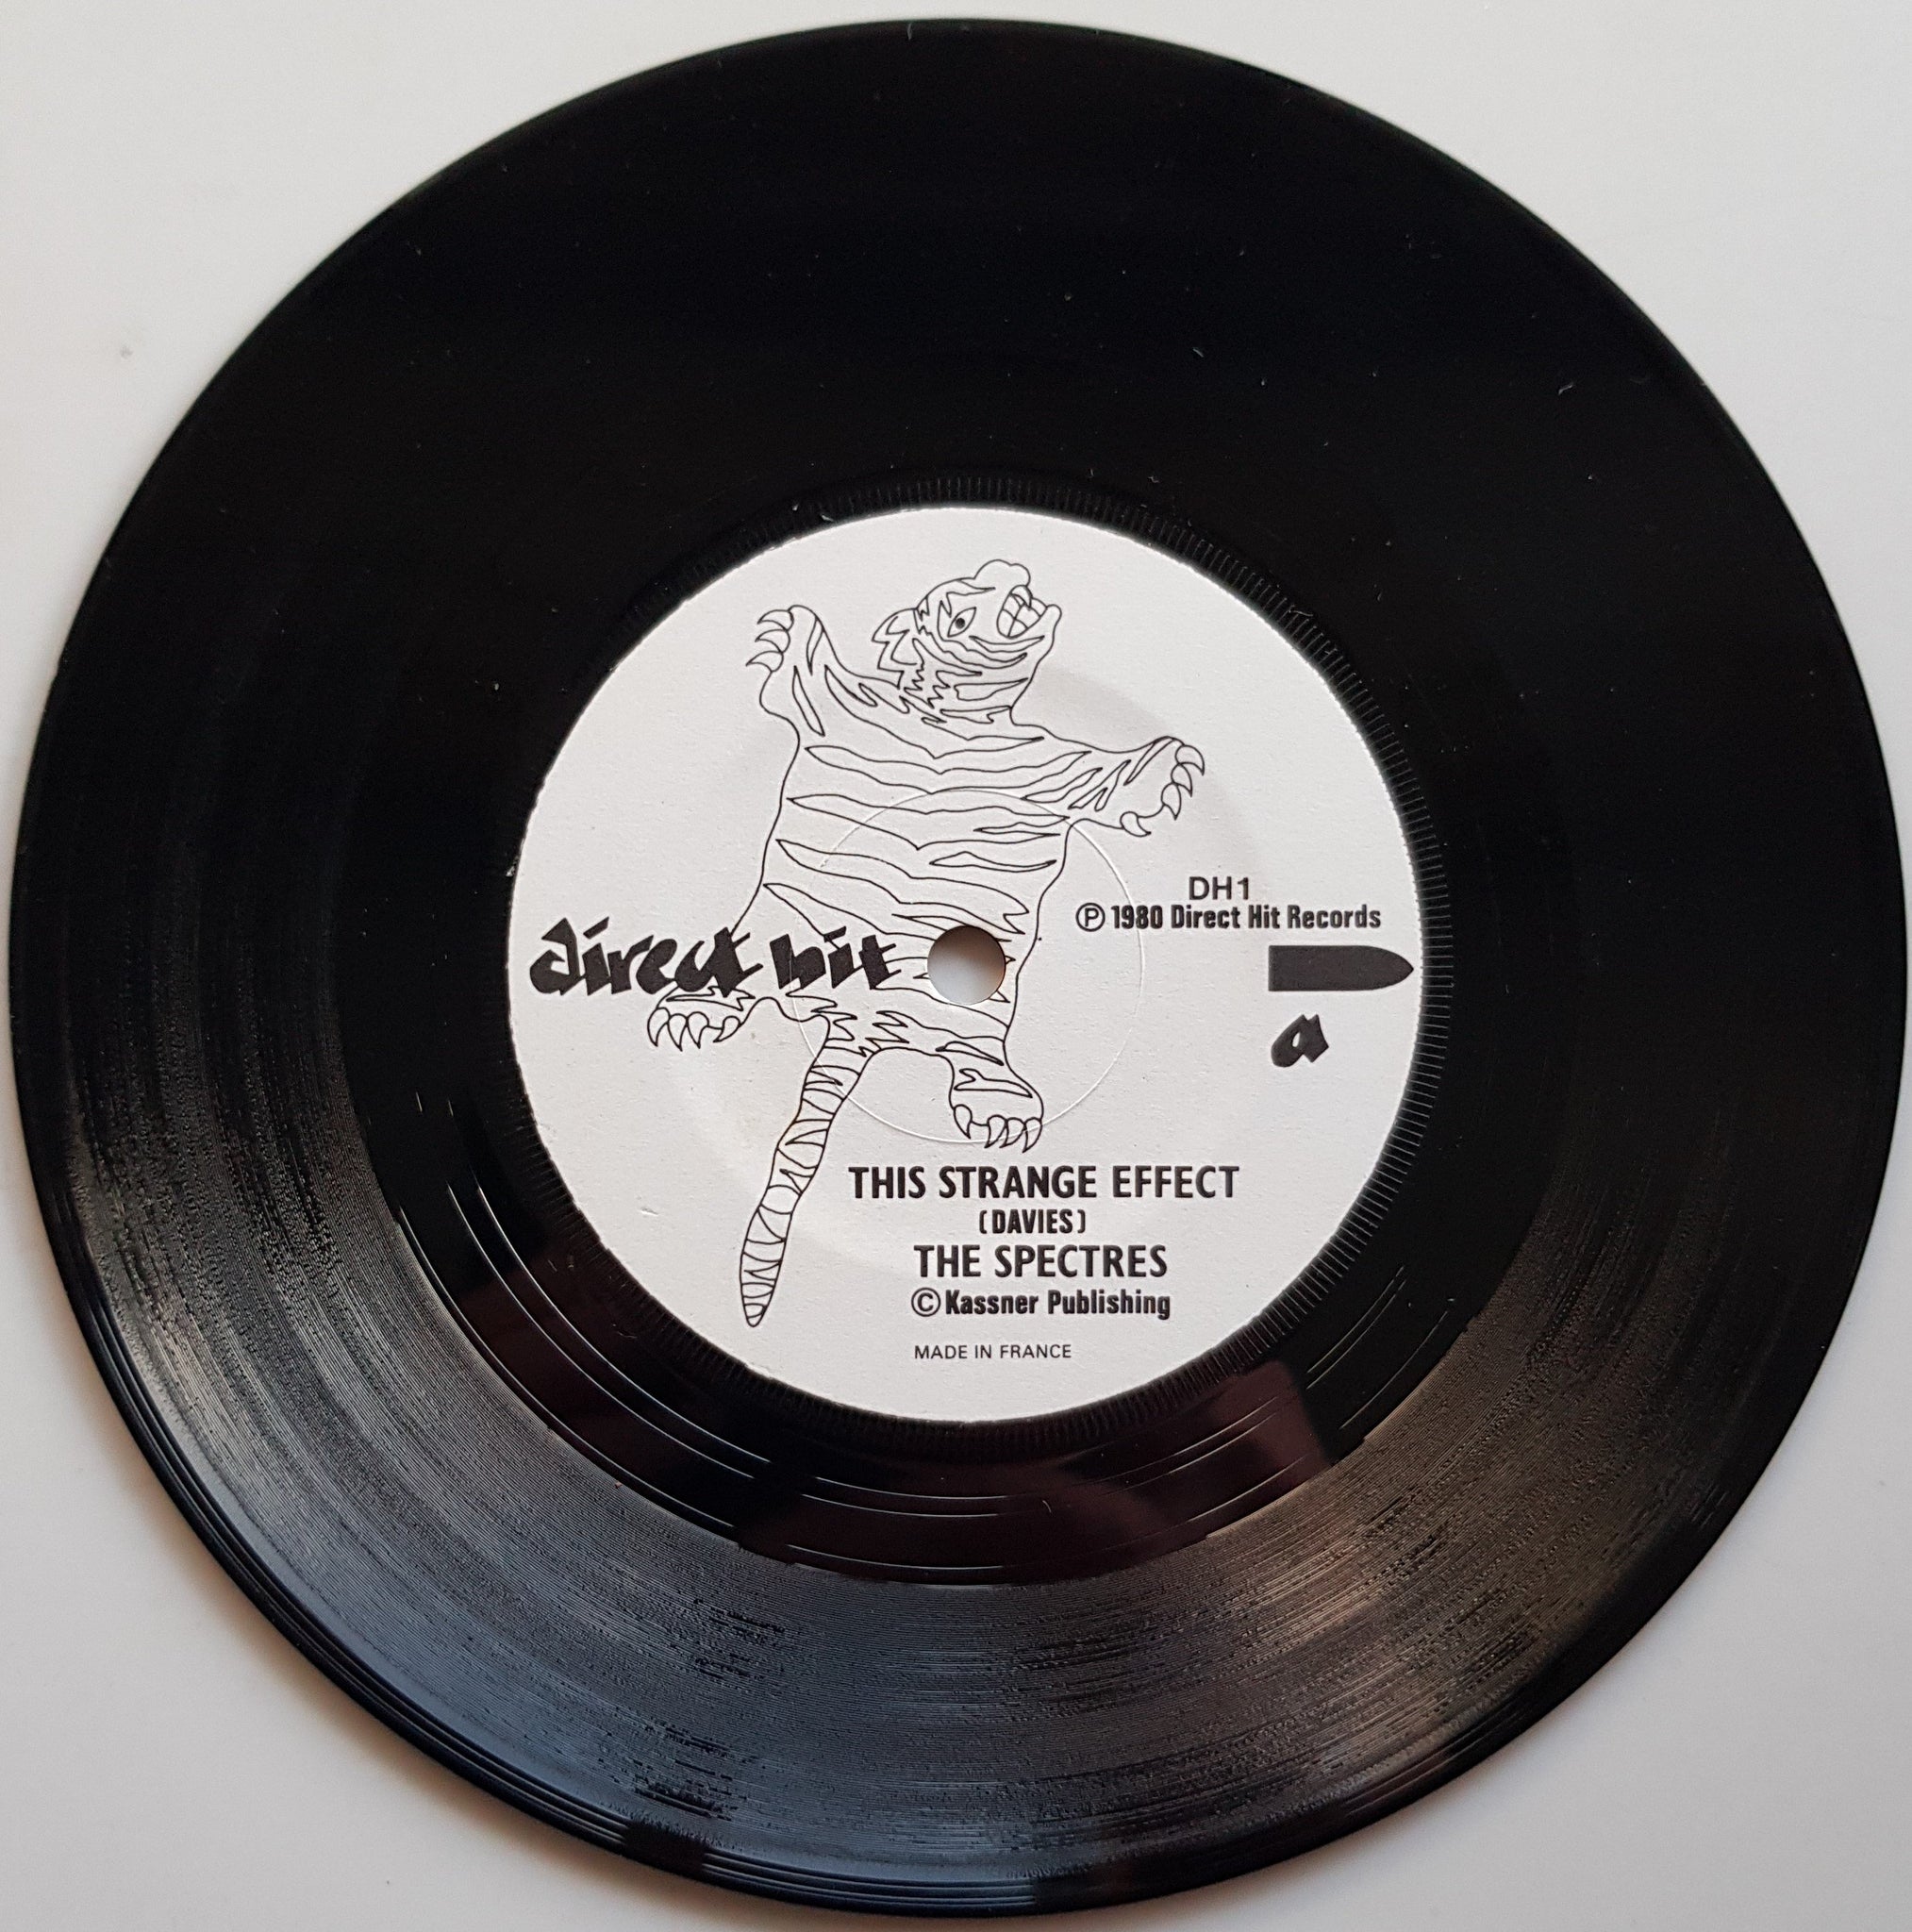 DH1
℗ 1980 Direct Hit Records
direct hit
a
THIS STRANGE EFFECT
(DAVIES)
THE SPECTRES
© Kassner Publishing
MADE IN FRANCE